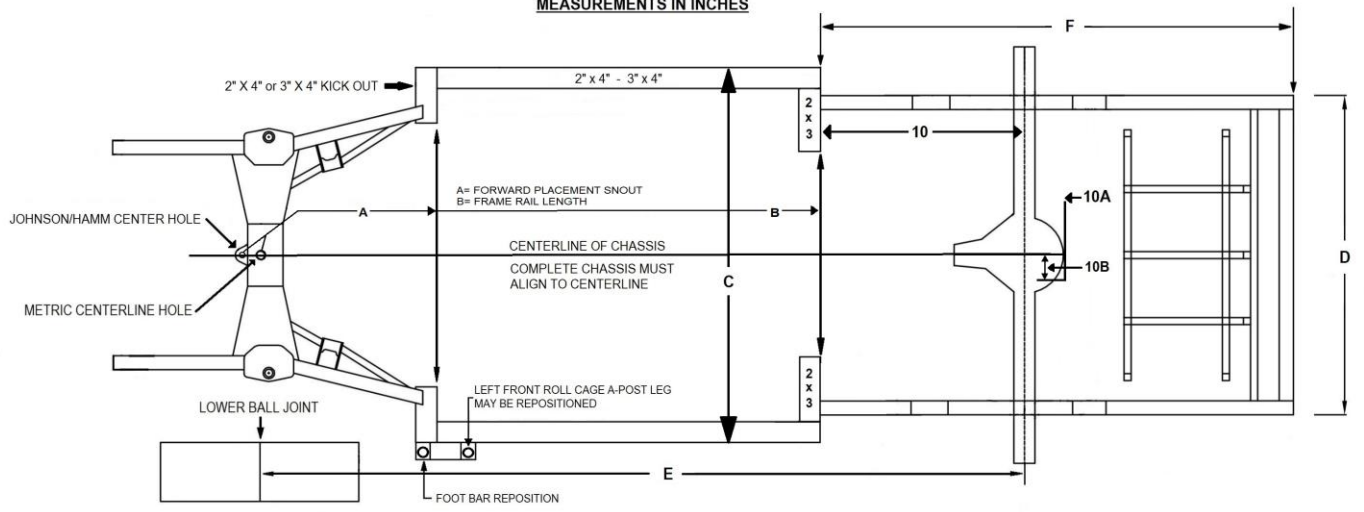 MEASUREMENTS IN INCHES
F
2" X 4" or 3" X 4" KICK OUT
2" x 4" - 3" x 4"
2
x
3
10
A= FORWARD PLACEMENT SNOUT
B= FRAME RAIL LENGTH
10A
JOHNSON/HAMM CENTER HOLE
A
B
CENTERLINE OF CHASSIS
COMPLETE CHASSIS MUST
ALIGN TO CENTERLINE
C
10B
D
METRIC CENTERLINE HOLE
2
x
3
LEFT FRONT ROLL CAGE A-POST LEG
MAY BE REPOSITIONED
LOWER BALL JOINT
E
FOOT BAR REPOSITION